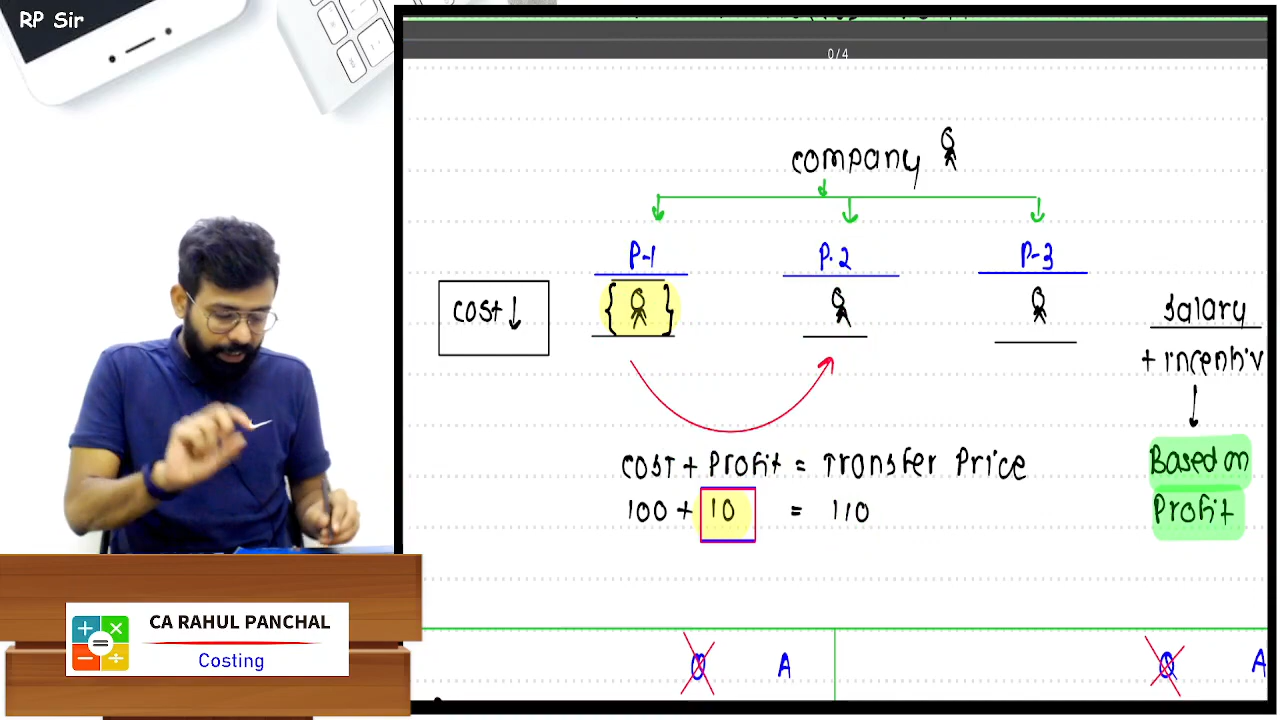 RP Sir
0/4
company
P-1 P.2 P-3
cost ↓
Salary
+ incentiv
cost + Profit = Transfer Price
100 + 10 = 110
Based on
Profit
CA RAHUL PANCHAL
Costing
O A O A